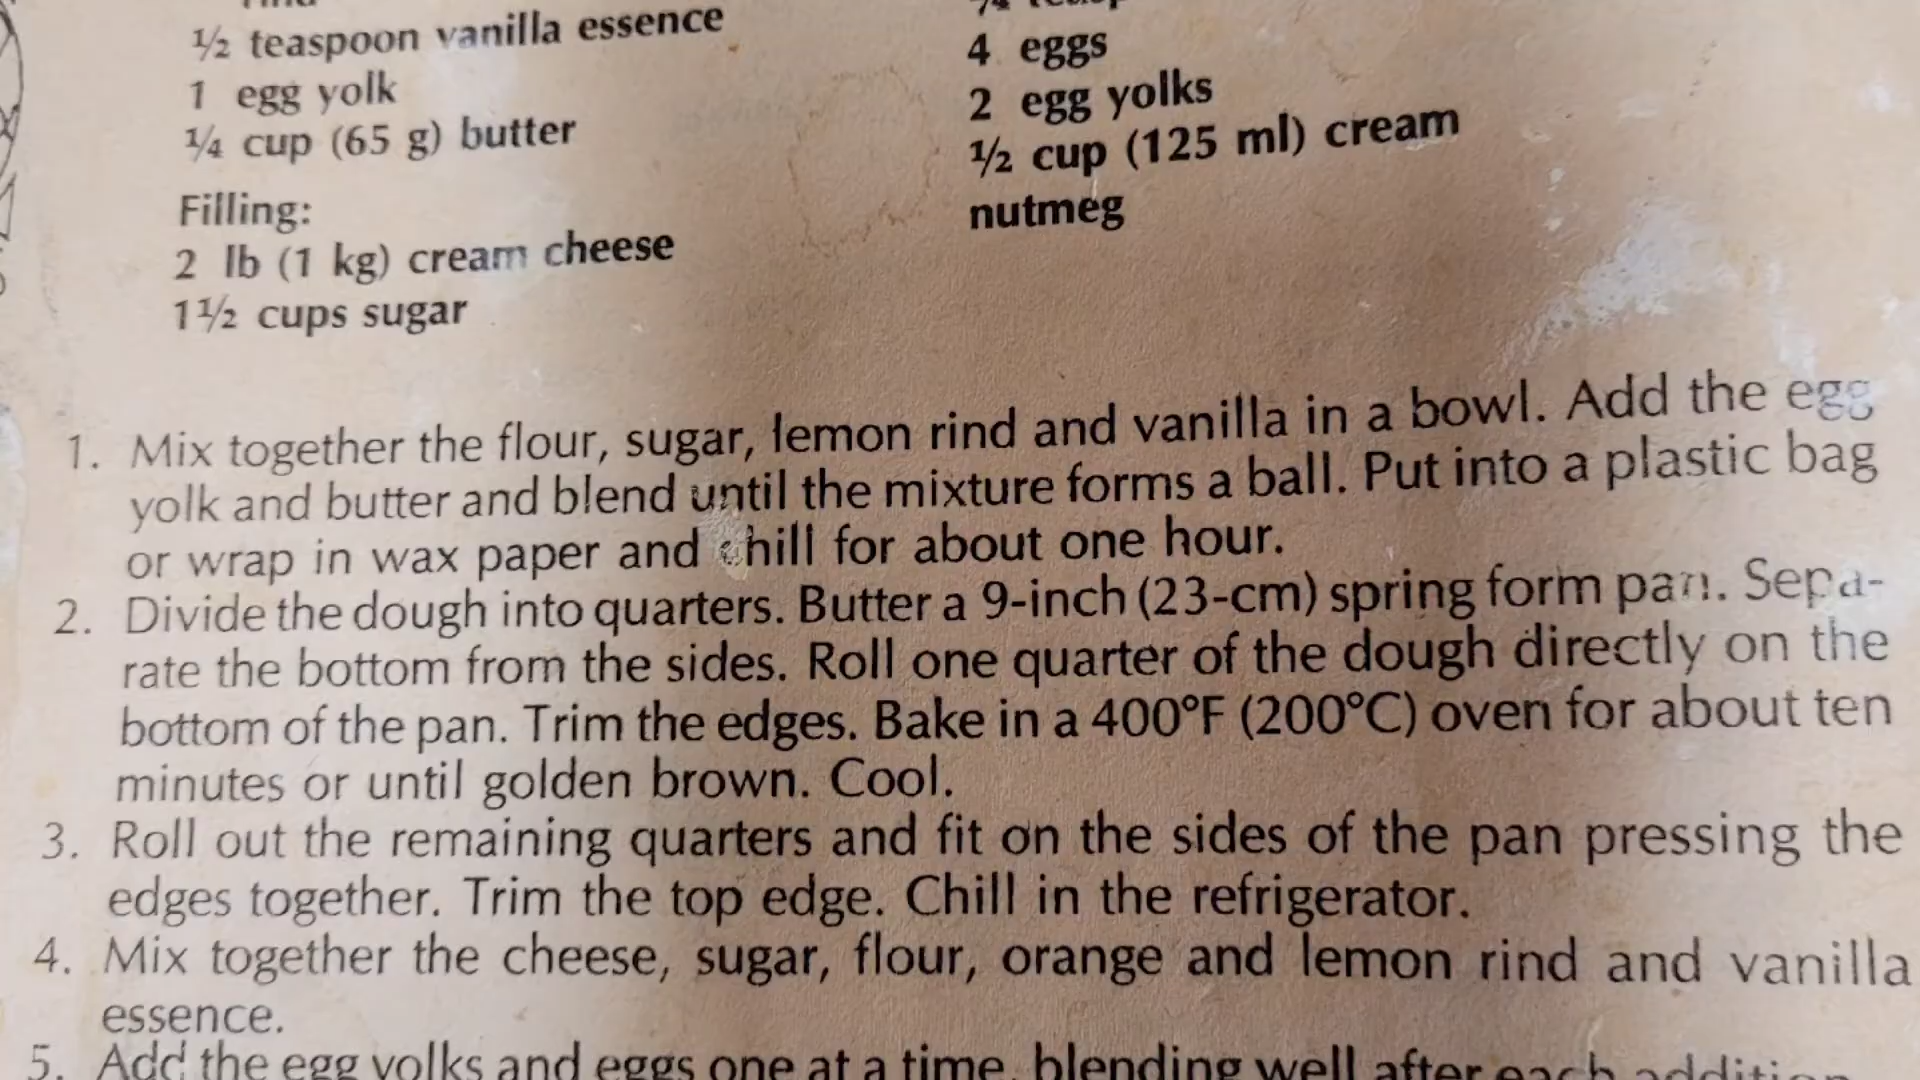 ½ teaspoon vanilla essence
1 egg yolk
¼ cup (65 g) butter
Filling:
2 lb (1 kg) cream cheese
1½ cups sugar
4 eggs
2 egg yolks
½ cup (125 ml) cream
nutmeg
1. Mix together the flour, sugar, lemon rind and vanilla in a bowl. Add the egg
yolk and butter and blend until the mixture forms a ball. Put into a plastic bag
or wrap in wax paper and chill for about one hour.
2. Divide the dough into quarters. Butter a 9-inch (23-cm) spring form pan. Sepa-
rate the bottom from the sides. Roll one quarter of the dough directly on the
bottom of the pan. Trim the edges. Bake in a 400°F (200°C) oven for about ten
minutes or until golden brown. Cool.
3. Roll out the remaining quarters and fit on the sides of the pan pressing the
edges together. Trim the top edge. Chill in the refrigerator.
4. Mix together the cheese, sugar, flour, orange and lemon rind and vanilla
essence.
5. Add the egg yolks and eggs one at a time, blending well after each